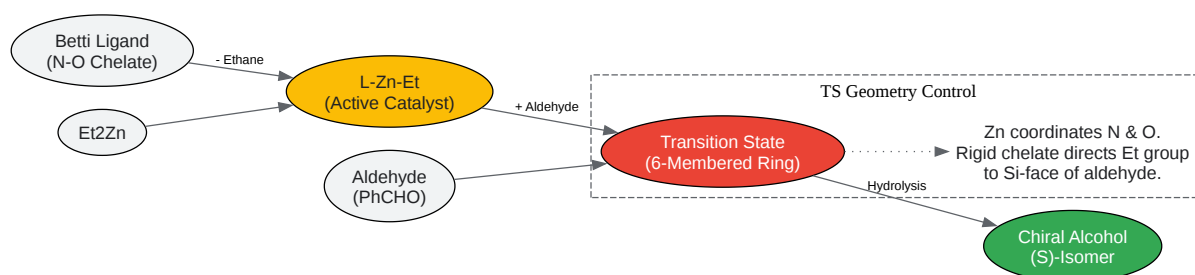 Betti Ligand
(N-O Chelate)
- Ethane
Et2Zn
L-Zn-Et
(Active Catalyst)
+ Aldehyde
Aldehyde
(PhCHO)
TS Geometry Control
Transition State
(6-Membered Ring)
Zn coordinates N & O.
Rigid chelate directs Et group
to Si-face of aldehyde.
Hydrolysis
Chiral Alcohol
(S)-Isomer